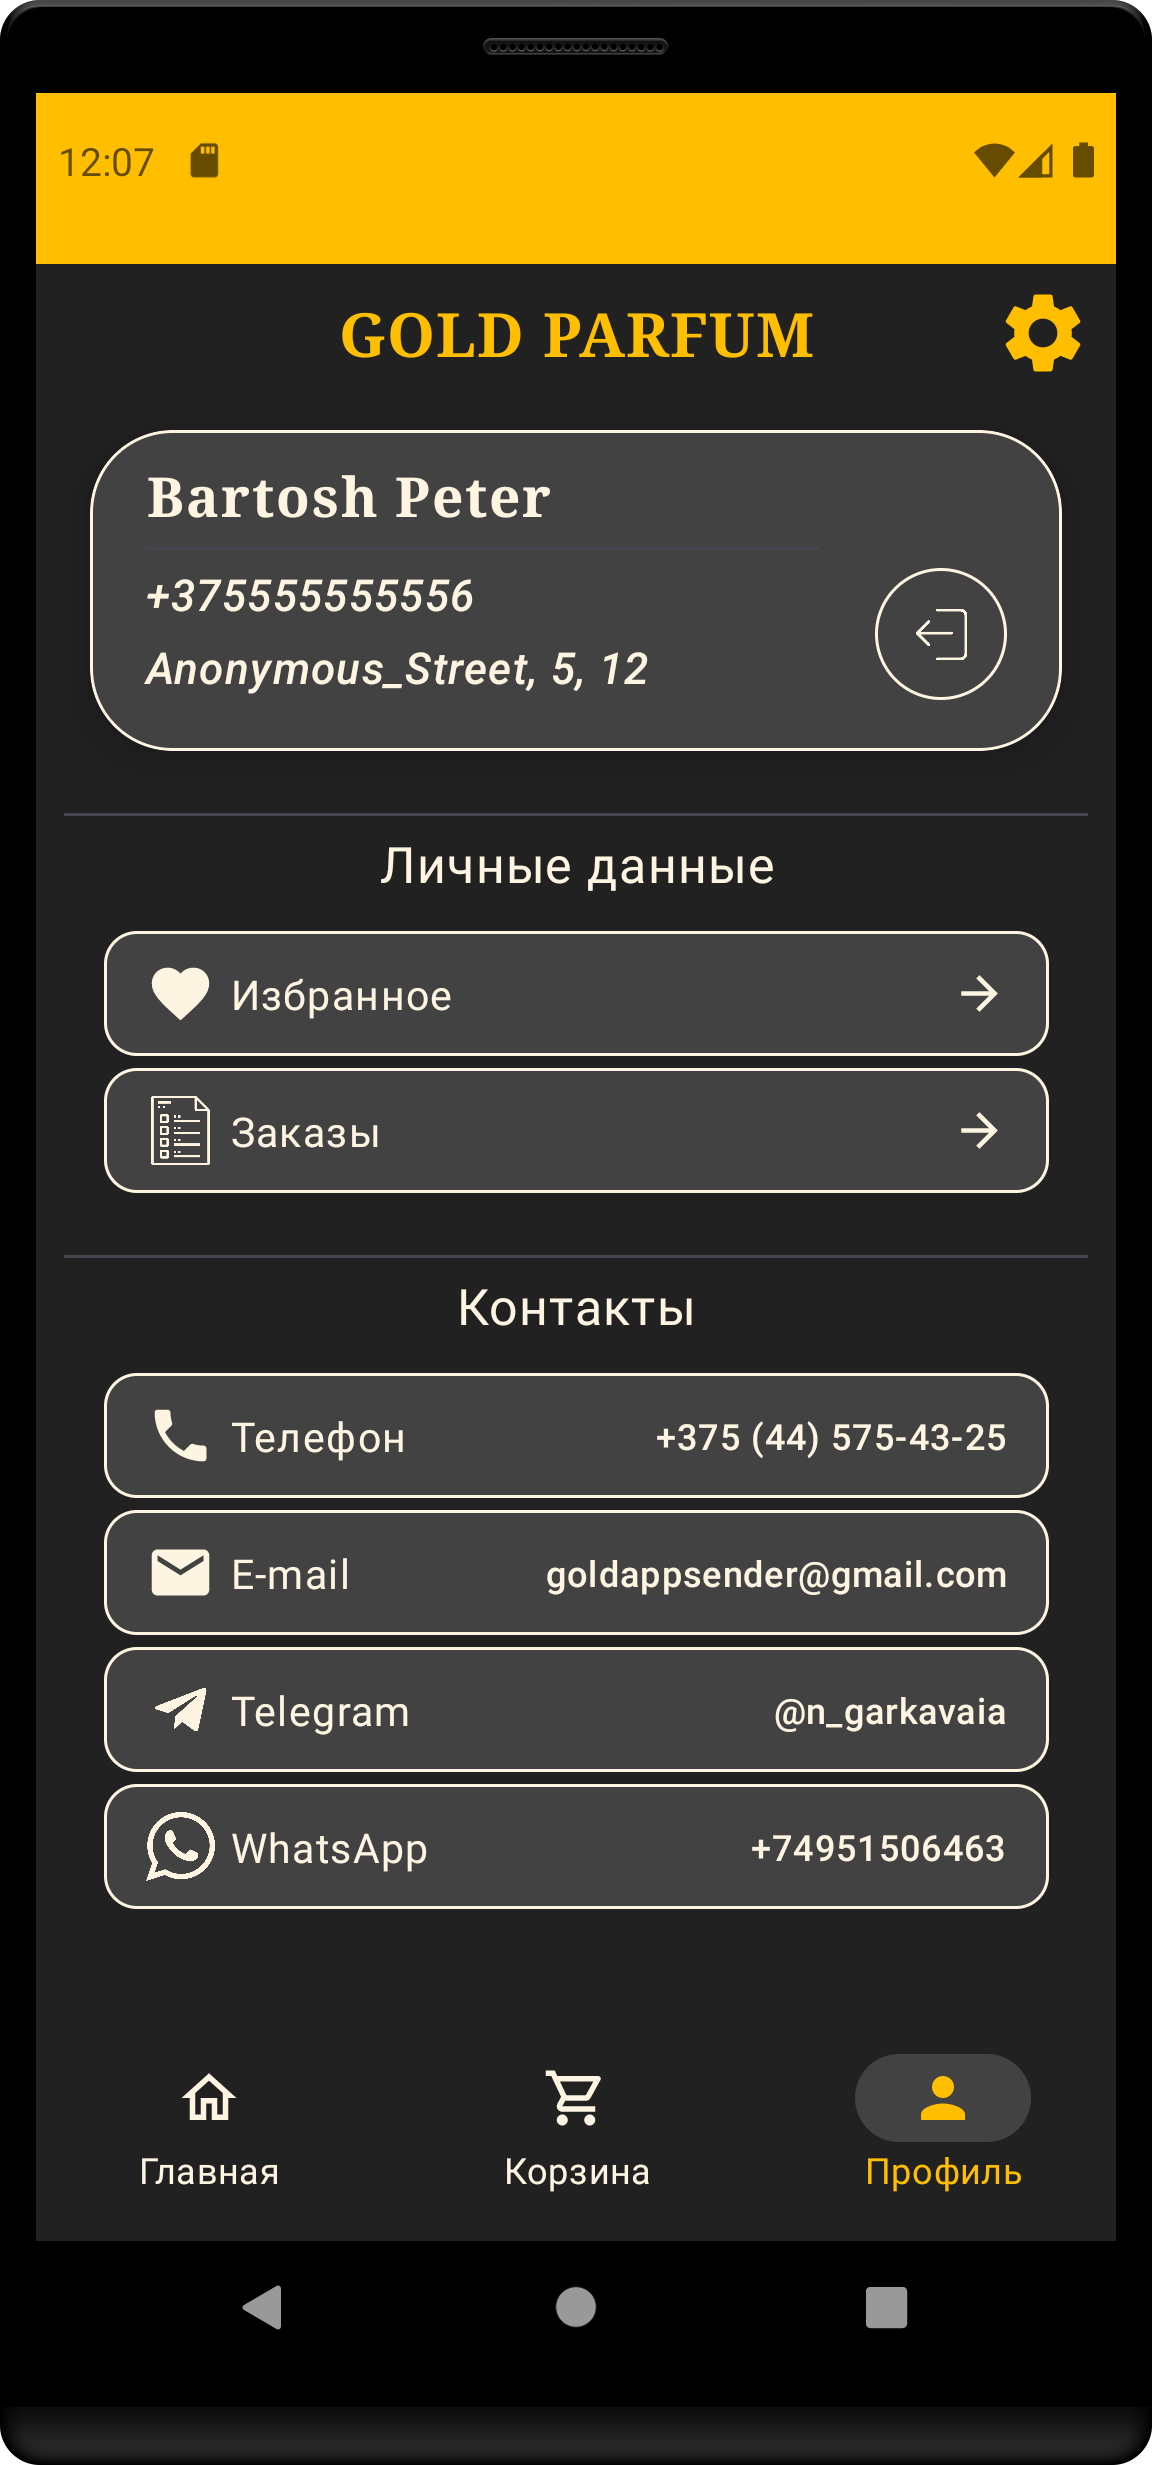 12:07
GOLD PARFUM
Bartosh Peter
+375555555556
Anonymous_Street, 5, 12
Личные данные
Избранное
Заказы
Контакты
Телефон +375 (44) 575-43-25
E-mail goldappsender@gmail.com
Telegram @n_garkavaia
WhatsApp +74951506463
Главная Корзина Профиль